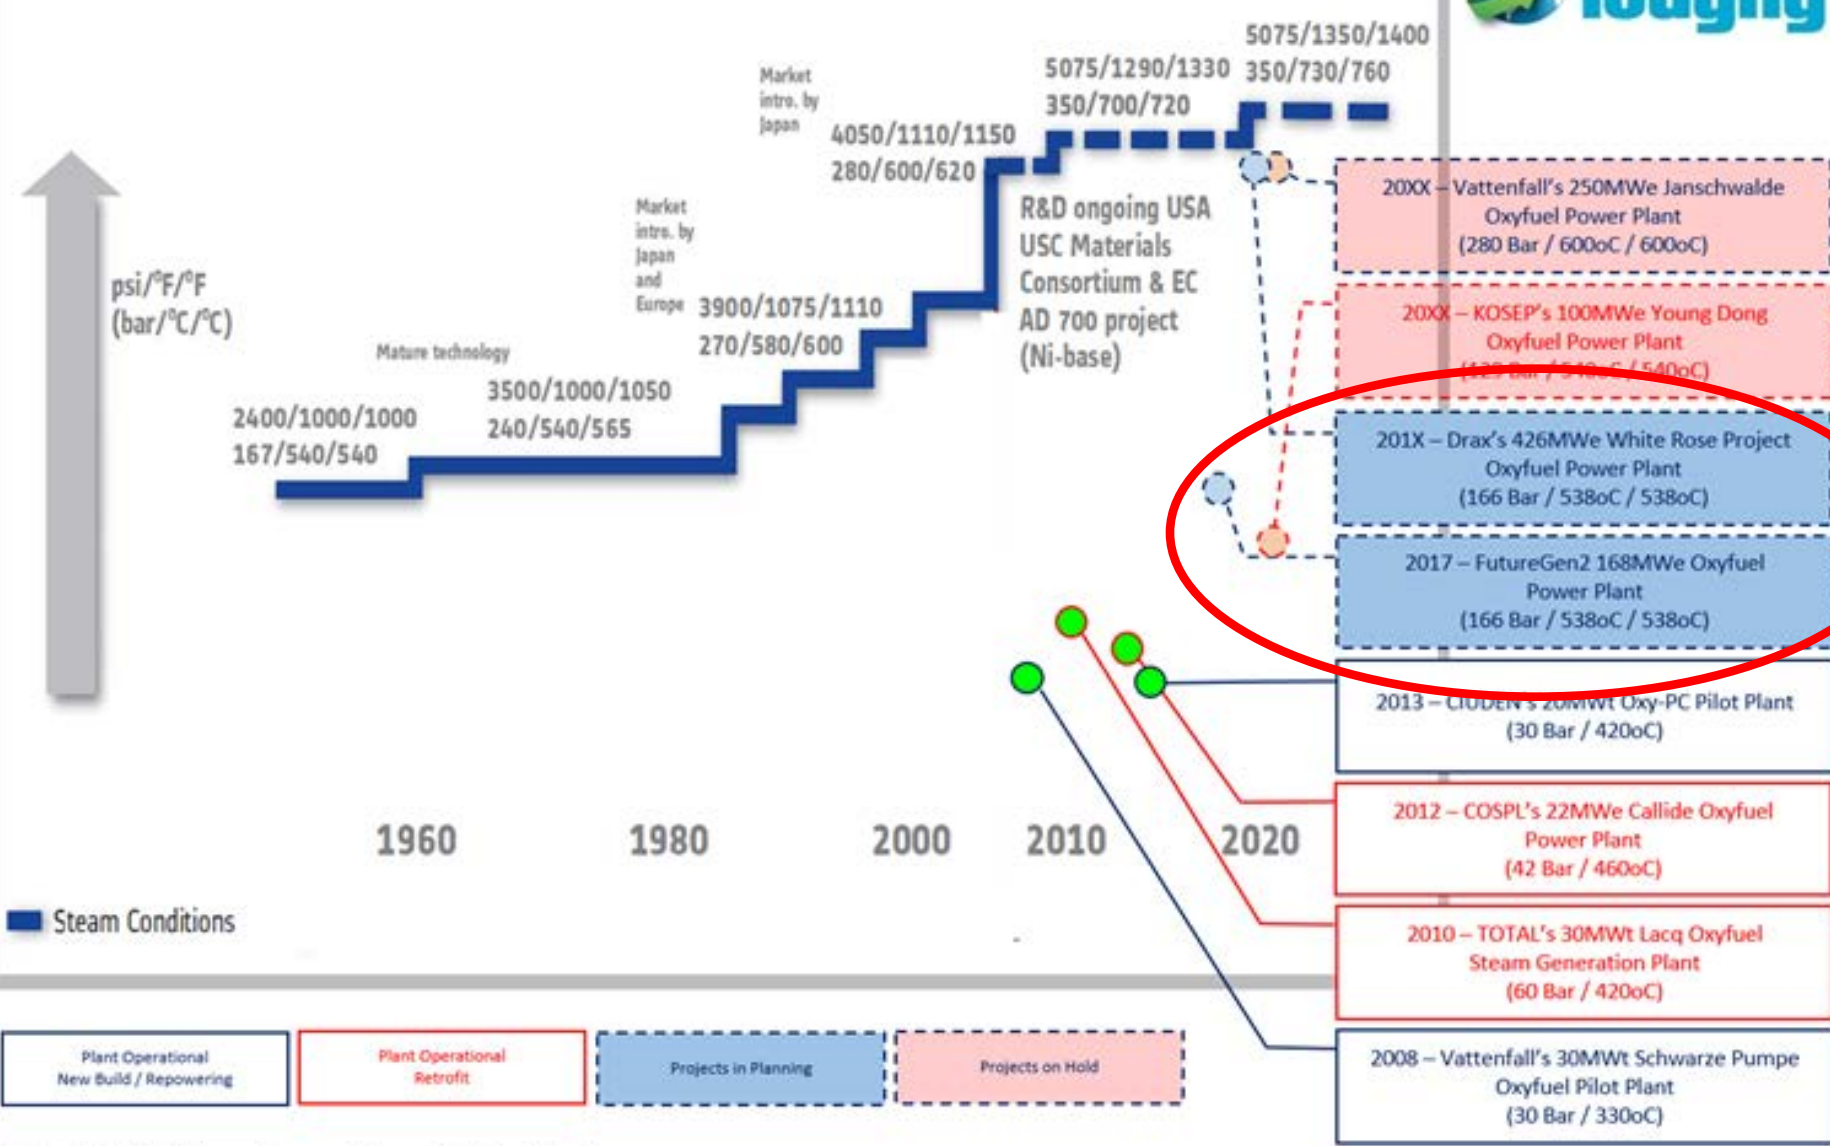 5075/1350/1400
350/730/760
5075/1290/1330
350/700/720
Market
intro. by
Japan
4050/1110/1150
280/600/620
Market
intro. by
Japan
and
Europe
3900/1075/1110
270/580/600
R&D ongoing USA
USC Materials
Consortium & EC
AD 700 project
(Ni-base)
psi/°F/°F
(bar/°C/°C)
Mature technology
3500/1000/1050
240/540/565
2400/1000/1000
167/540/540
20XX – Vattenfall's 250MWe Janschwalde
Oxyfuel Power Plant
(280 Bar / 600oC / 600oC)
20XX – KOSEP's 100MWe Young Dong
Oxyfuel Power Plant
/ 540oC)
201X – Drax's 426MWe White Rose Project
Oxyfuel Power Plant
(166 Bar / 538oC / 538oC)
2017 – FutureGen2 168MWe Oxyfuel
Power Plant
(166 Bar / 538oC / 538oC)
2013 – CIUDEN's 20MWt Oxy-PC Pilot Plant
(30 Bar / 420oC)
2012 – COSPL's 22MWe Callide Oxyfuel
Power Plant
(42 Bar / 460oC)
2010 – TOTAL's 30MWt Lacq Oxyfuel
Steam Generation Plant
(60 Bar / 420oC)
2008 – Vattenfall's 30MWt Schwarze Pumpe
Oxyfuel Pilot Plant
(30 Bar / 330oC)
1960 1980 2000 2010 2020
Steam Conditions
Plant Operational
New Build / Repowering
Plant Operational
Retrofit
Projects in Planning
Projects on Hold